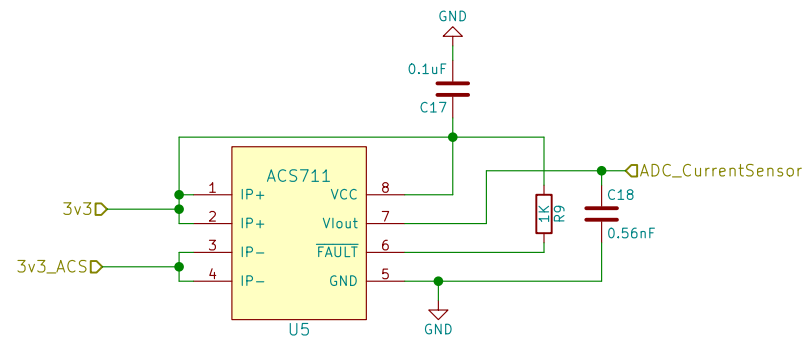 GND
0.1uF
C17
ACS711
ADC_CurrentSensor
1 IP+ VCC 8
C18
3v3
2 IP+ VIout 7
1K
R9
0.56nF
3 IP- FAULT 6
3v3_ACS
4 IP- GND 5
U5
GND